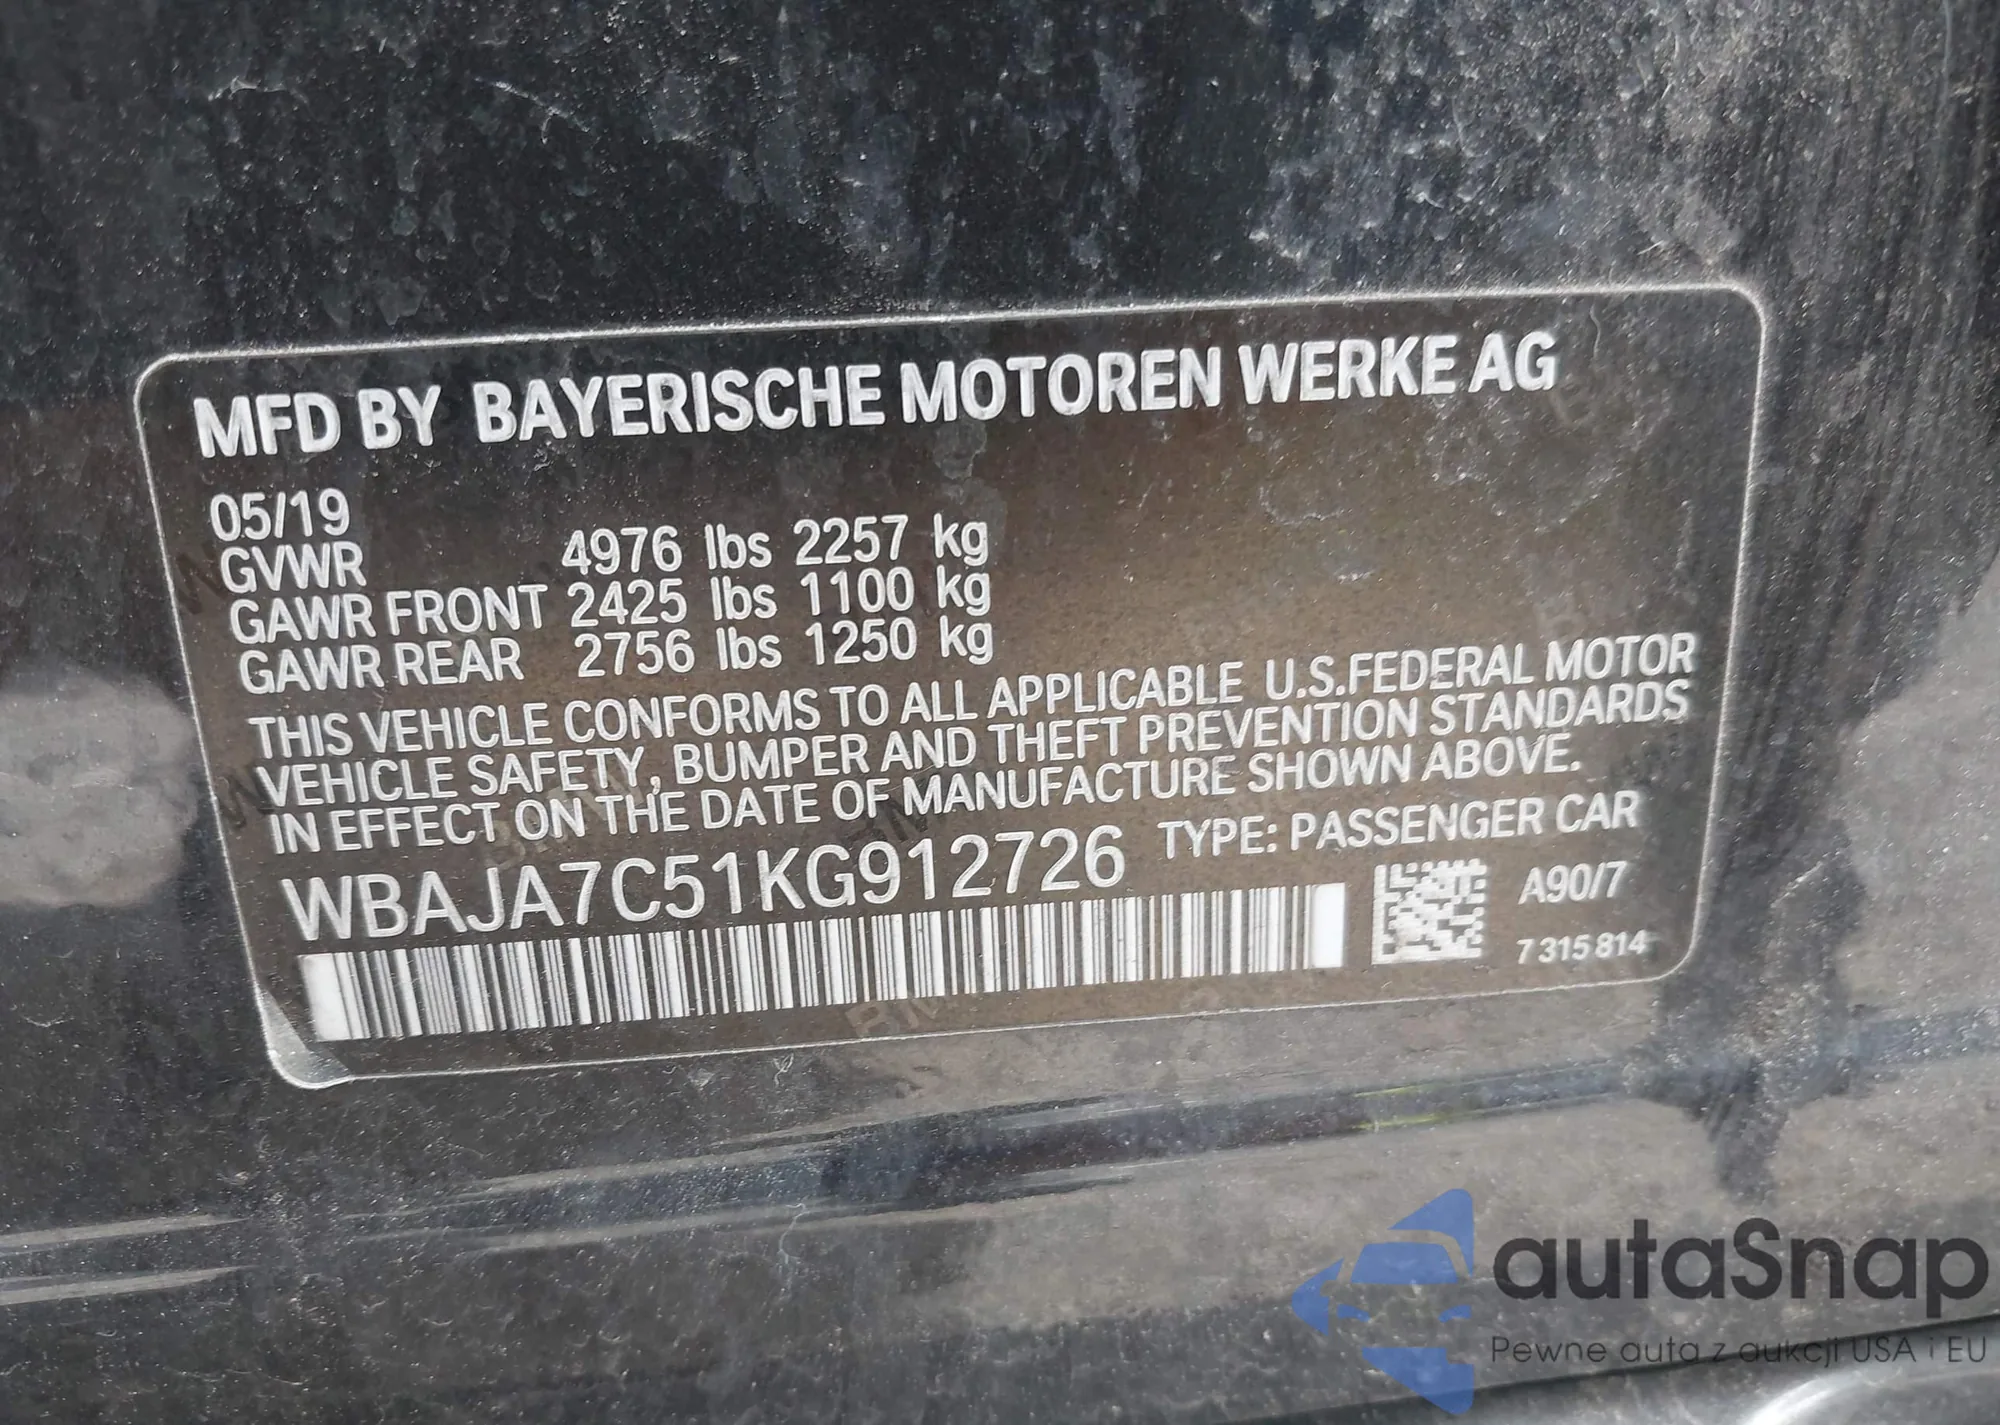 MFD BY BAYERISCHE MOTOREN WERKE AG
05/19
GVWR 4976 lbs 2257 kg
GAWR FRONT 2425 lbs 1100 kg
GAWR REAR 2756 lbs 1250 kg
THIS VEHICLE CONFORMS TO ALL APPLICABLE U.S.FEDERAL MOTOR
VEHICLE SAFETY, BUMPER AND THEFT PREVENTION STANDARDS
IN EFFECT ON THE DATE OF MANUFACTURE SHOWN ABOVE.
WBAJA7C51KG912726 TYPE: PASSENGER CAR
A90/7
7 315 814
autaSnap
Pewne auta z aukcji USA i EU